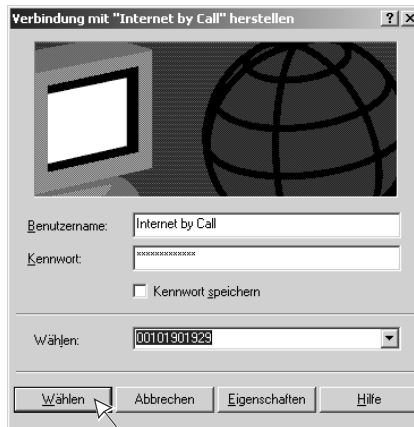 Verbindung mit "Internet by Call" herstellen
Benutzername: Internet by Call
Kennwort: xxxxxxxxxxxxx
Kennwort speichern
Wählen: 00101901929
Wählen Abbrechen Eigenschaften Hilfe